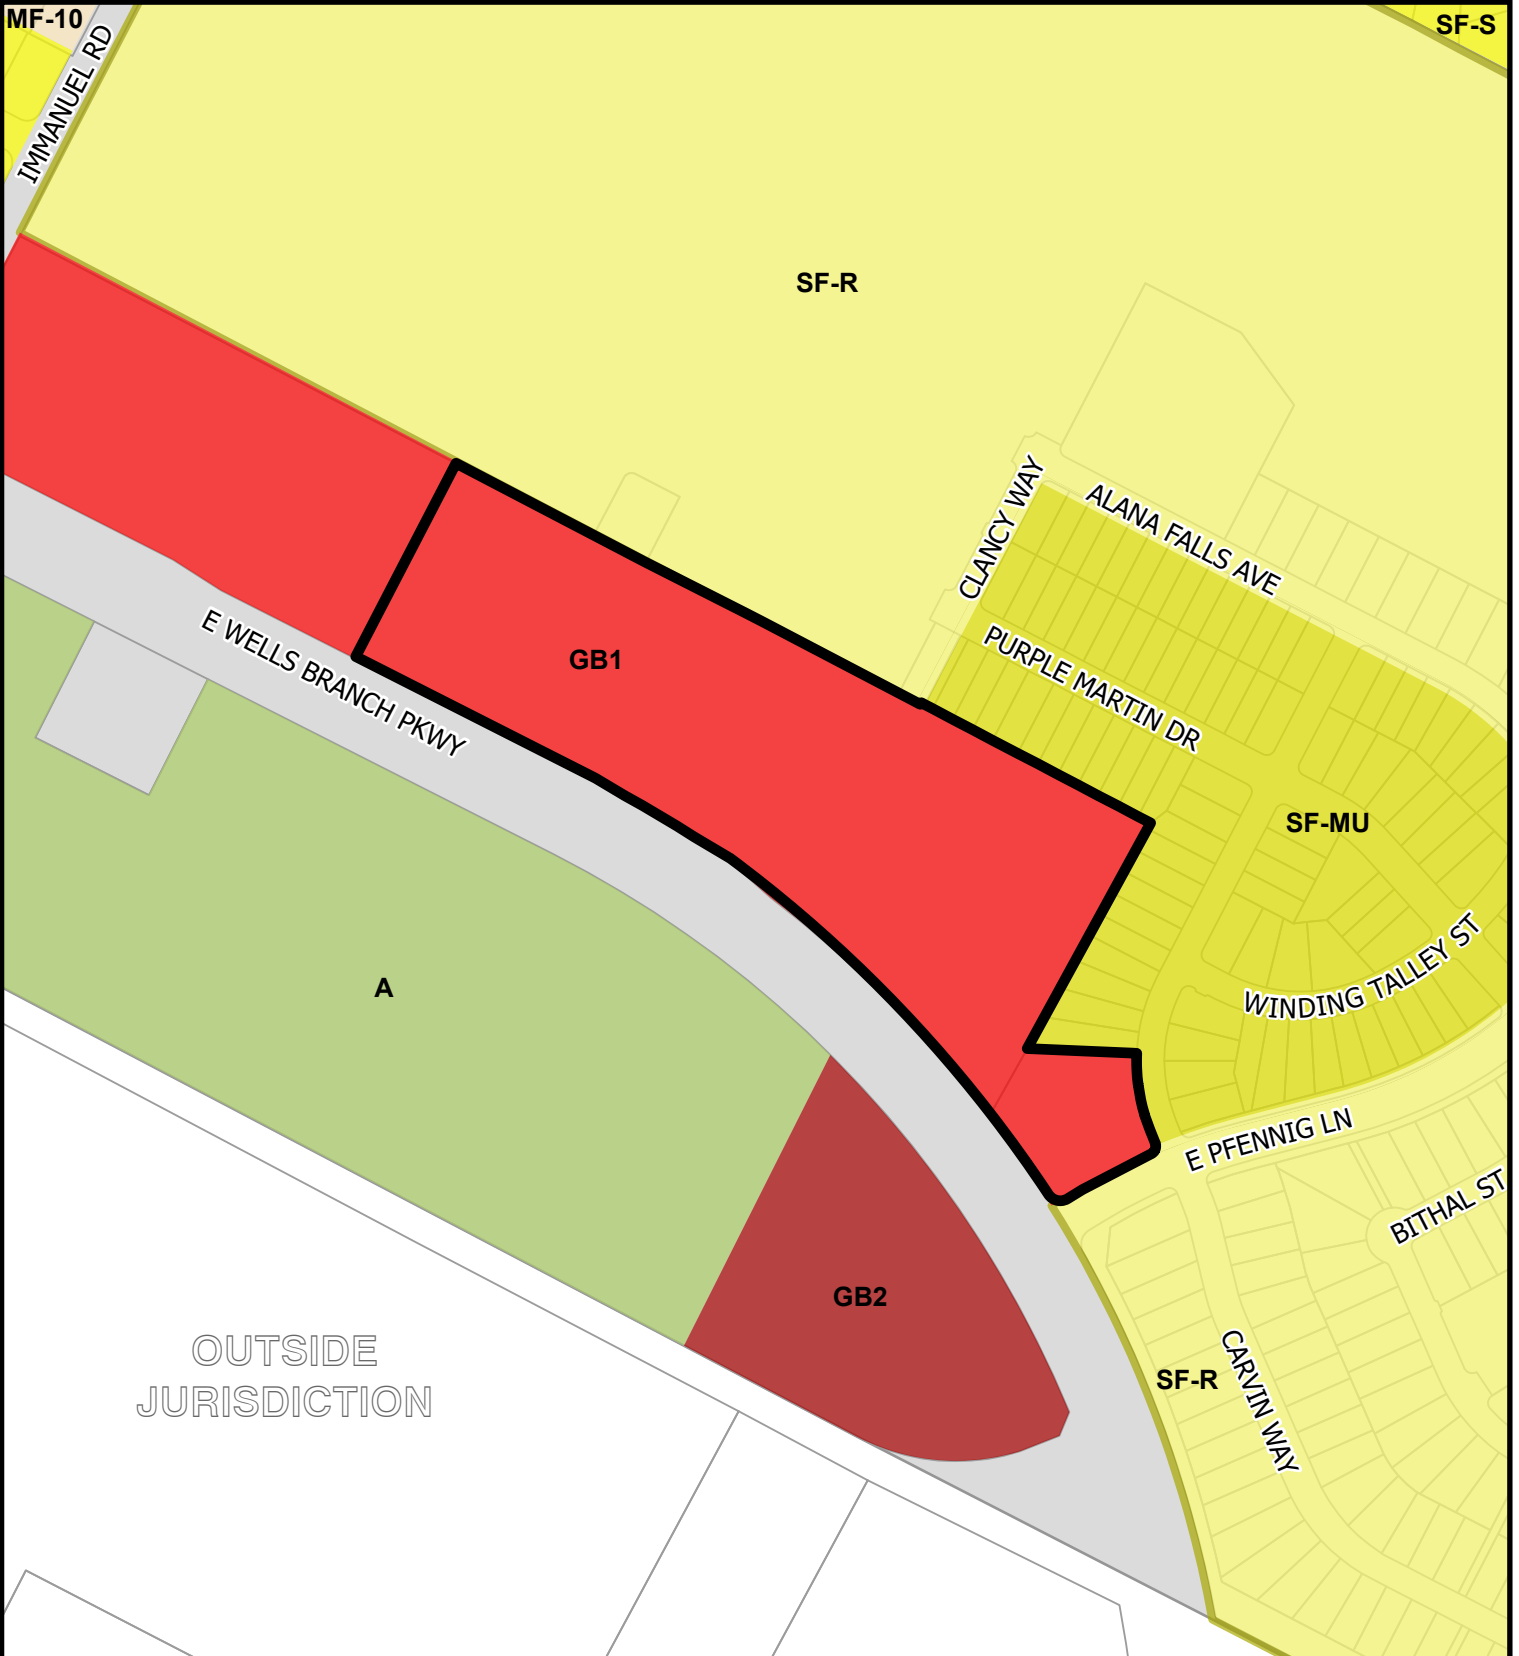 MF-10
SF-S
IMMANUEL RD
SF-R
CLANCY WAY
ALANA FALLS AVE
E WELLS BRANCH PKWY
GB1
PURPLE MARTIN DR
SF-MU
A
WINDING TALLEY ST
E PFENNIG LN
BITHAL ST
GB2
OUTSIDE
JURISDICTION
SF-R
CARVIN WAY